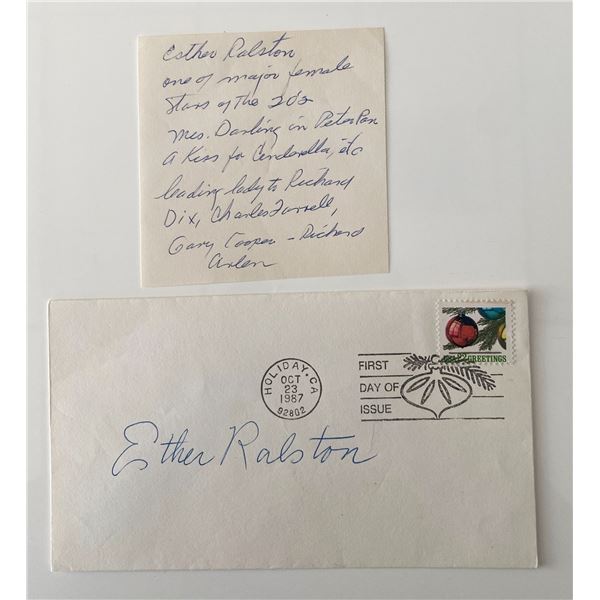 Esther Ralston
one of major female
stars of the 20's
Mrs. Darling in Peter Pan
A Kiss for Cinderella, etc
leading lady to Richard
Dix, Charles Farrell,
Gary Cooper - Richard
Arlen
GREETINGS
HOLIDAY, CA
OCT
23
1987
92802
FIRST
DAY OF
ISSUE
Esther Ralston